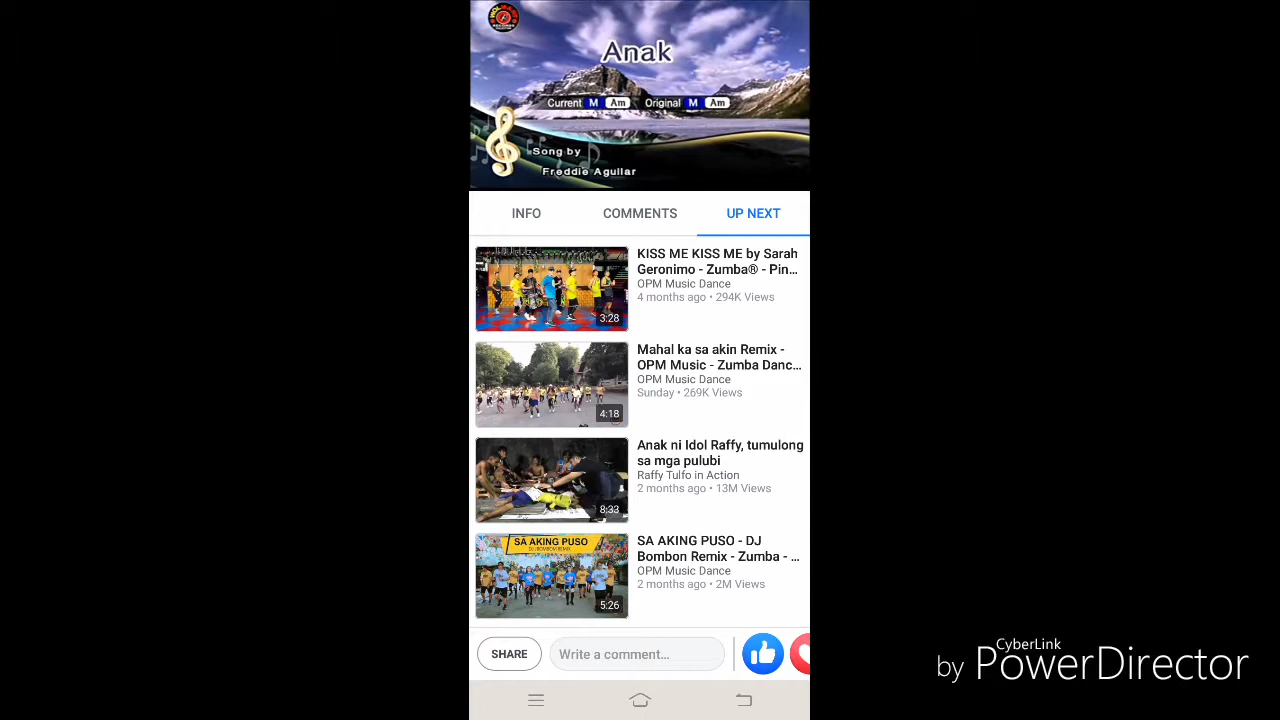 Anak
Current M Am Original M Am
Song by
Freddie Aguilar
INFO COMMENTS UP NEXT
KISS ME KISS ME by Sarah
Geronimo - Zumba® - Pin...
OPM Music Dance
4 months ago • 294K Views
3:28
Mahal ka sa akin Remix -
OPM Music - Zumba Danc...
OPM Music Dance
Sunday • 269K Views
4:18
Anak ni Idol Raffy, tumulong
sa mga pulubi
Raffy Tulfo in Action
2 months ago • 13M Views
8:33
SA AKING PUSO
SA AKING PUSO - DJ
Bombon Remix - Zumba - ...
OPM Music Dance
2 months ago • 2M Views
5:26
SHARE Write a comment...
CyberLink
by PowerDirector